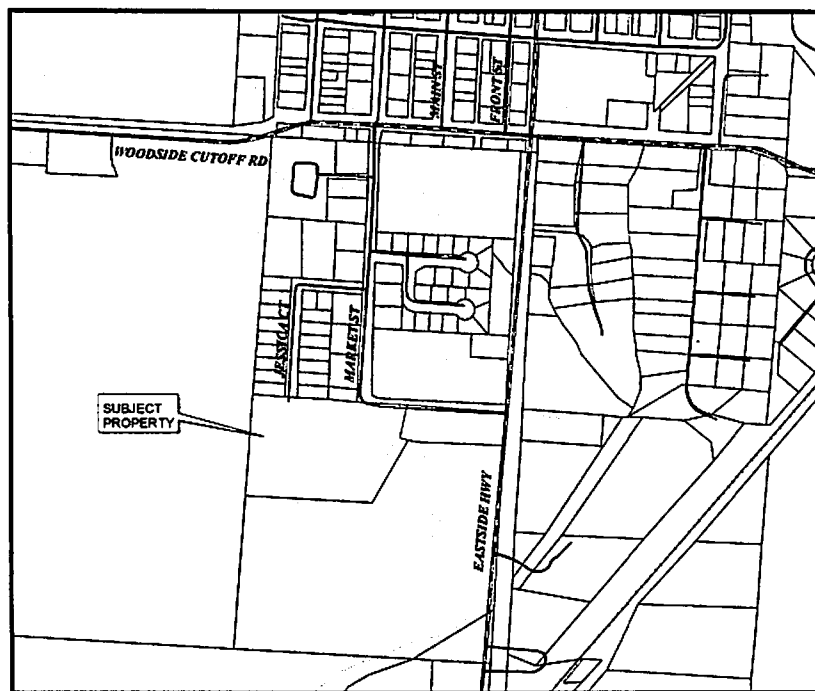 MAIN ST
FRONT ST
WOODSIDE CUTOFF RD
JESSICA CT
MARKET ST
SUBJECT
PROPERTY
EASTSIDE HWY